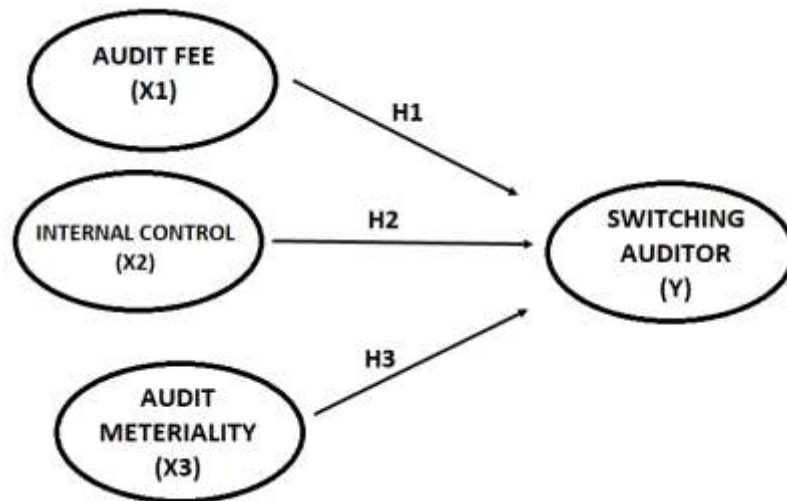 AUDIT FEE
(X1)
H1
INTERNAL CONTROL
(X2)
H2
SWITCHING
AUDITOR
(Y)
H3
AUDIT
METERIALITY
(X3)